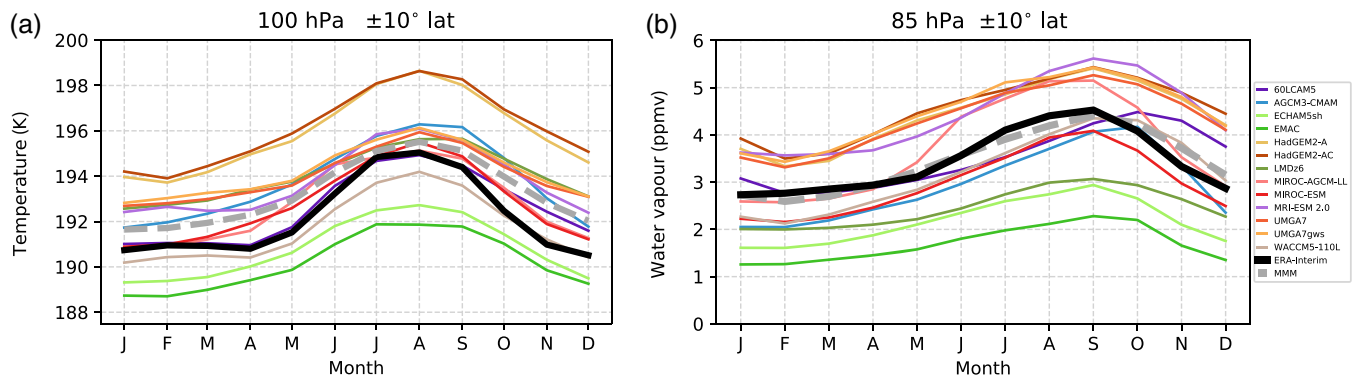 (a)
100 hPa ±10° lat
200
198
196
194
192
190
188
Temperature (K)
J F M A M J J A S O N D
Month
(b)
85 hPa ±10° lat
6
5
4
3
2
1
0
Water vapour (ppmv)
J F M A M J J A S O N D
Month
60LCAM5
AGCM3-CMAM
ECHAM5sh
EMAC
HadGEM2-A
HadGEM2-AC
LMDz6
MIROC-AGCM-LL
MIROC-ESM
MRI-ESM 2.0
UMGA7
UMGA7gws
WACCM5-110L
ERA-Interim
MMM